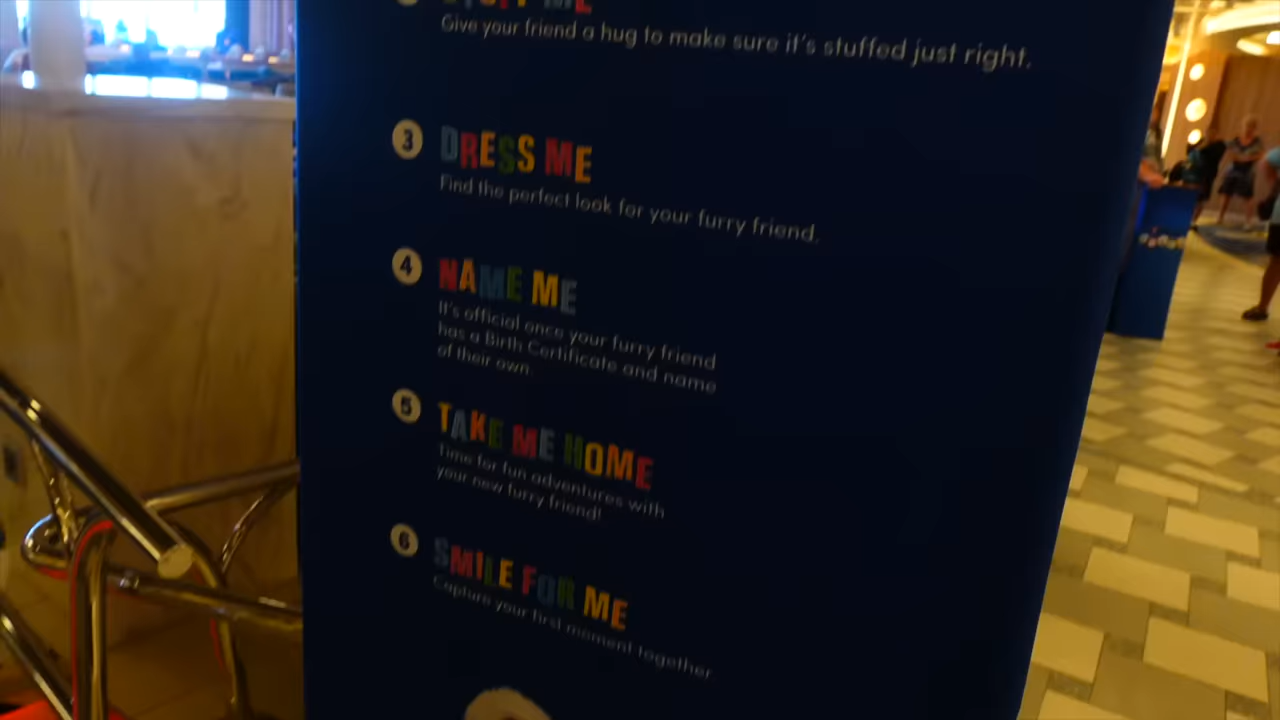 STUFF ME
Give your friend a hug to make sure it's stuffed just right.
3 DRESS ME
Find the perfect look for your furry friend.
4 NAME ME
It's official once your furry friend
has a Birth Certificate and name
of their own.
5 TAKE ME HOME
Time for fun adventures with
your new furry friend!
6 SMILE FOR ME
Capture your first moment together.